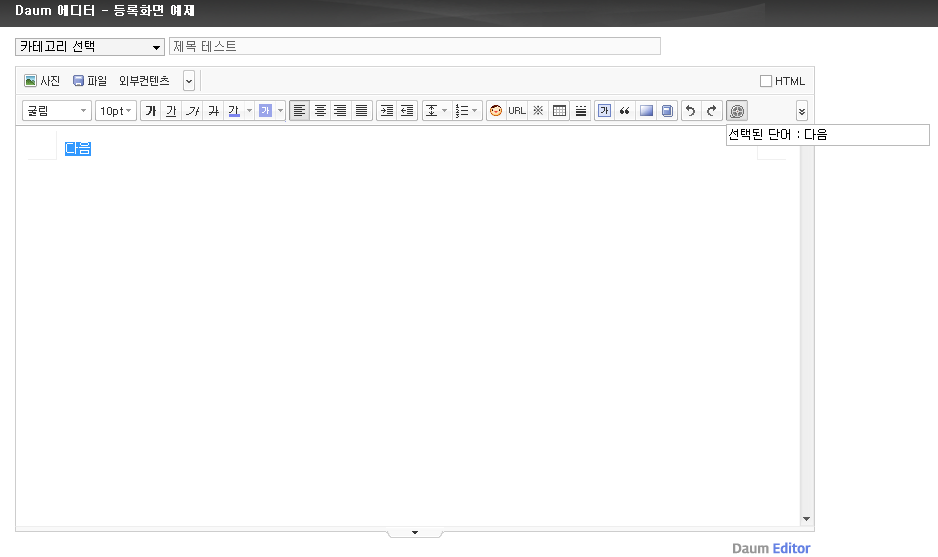 Daum 에디터 - 등록화면 예제
카테고리 선택 제목 테스트
사진 파일 외부컨텐츠 HTML
굴림 10pt 가 가 가 가 가 가 URL ※ 가 “
선택된 단어 : 다음
다음
Daum Editor